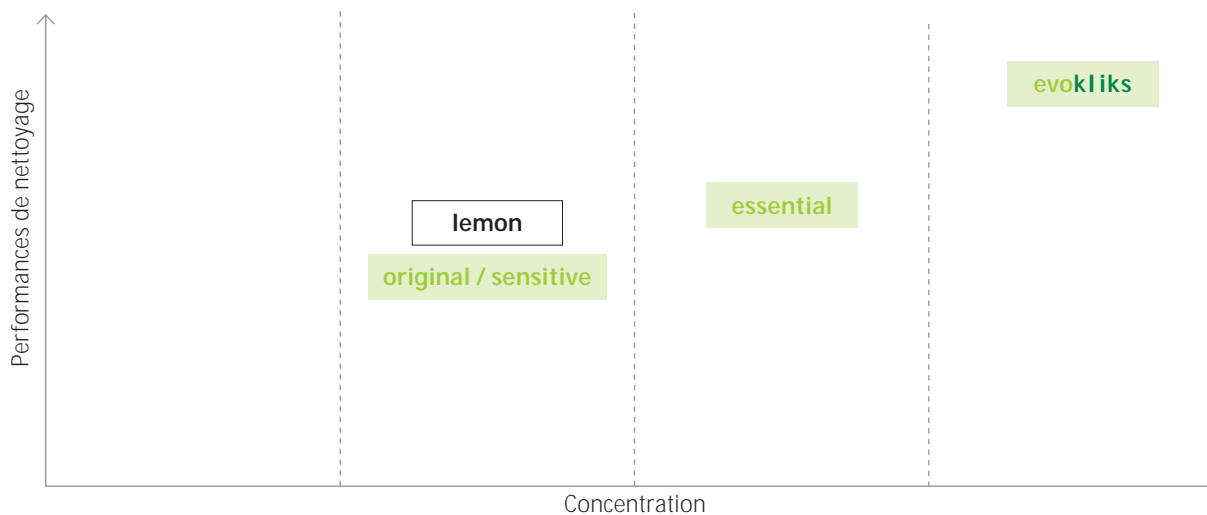 Performances de nettoyage
evokliks
essential
lemon
original / sensitive
Concentration